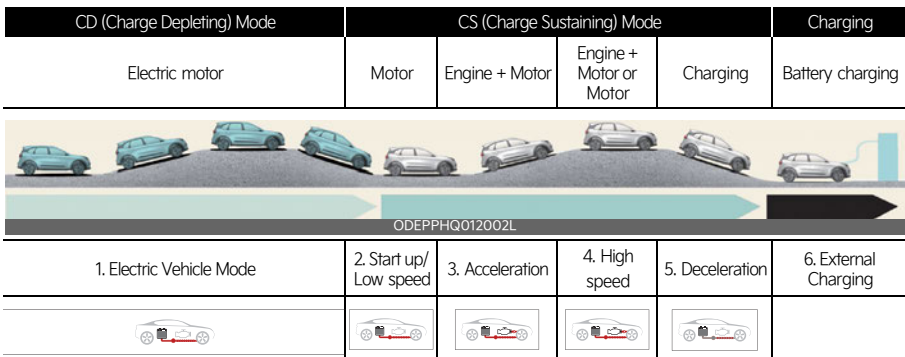 CD (Charge Depleting) Mode
CS (Charge Sustaining) Mode
Charging
Electric motor
Motor
Engine + Motor
Engine +
Motor or
Motor
Charging
Battery charging
ODEPPHQ012002L
1. Electric Vehicle Mode
2. Start up/
Low speed
3. Acceleration
4. High
speed
5. Deceleration
6. External
Charging